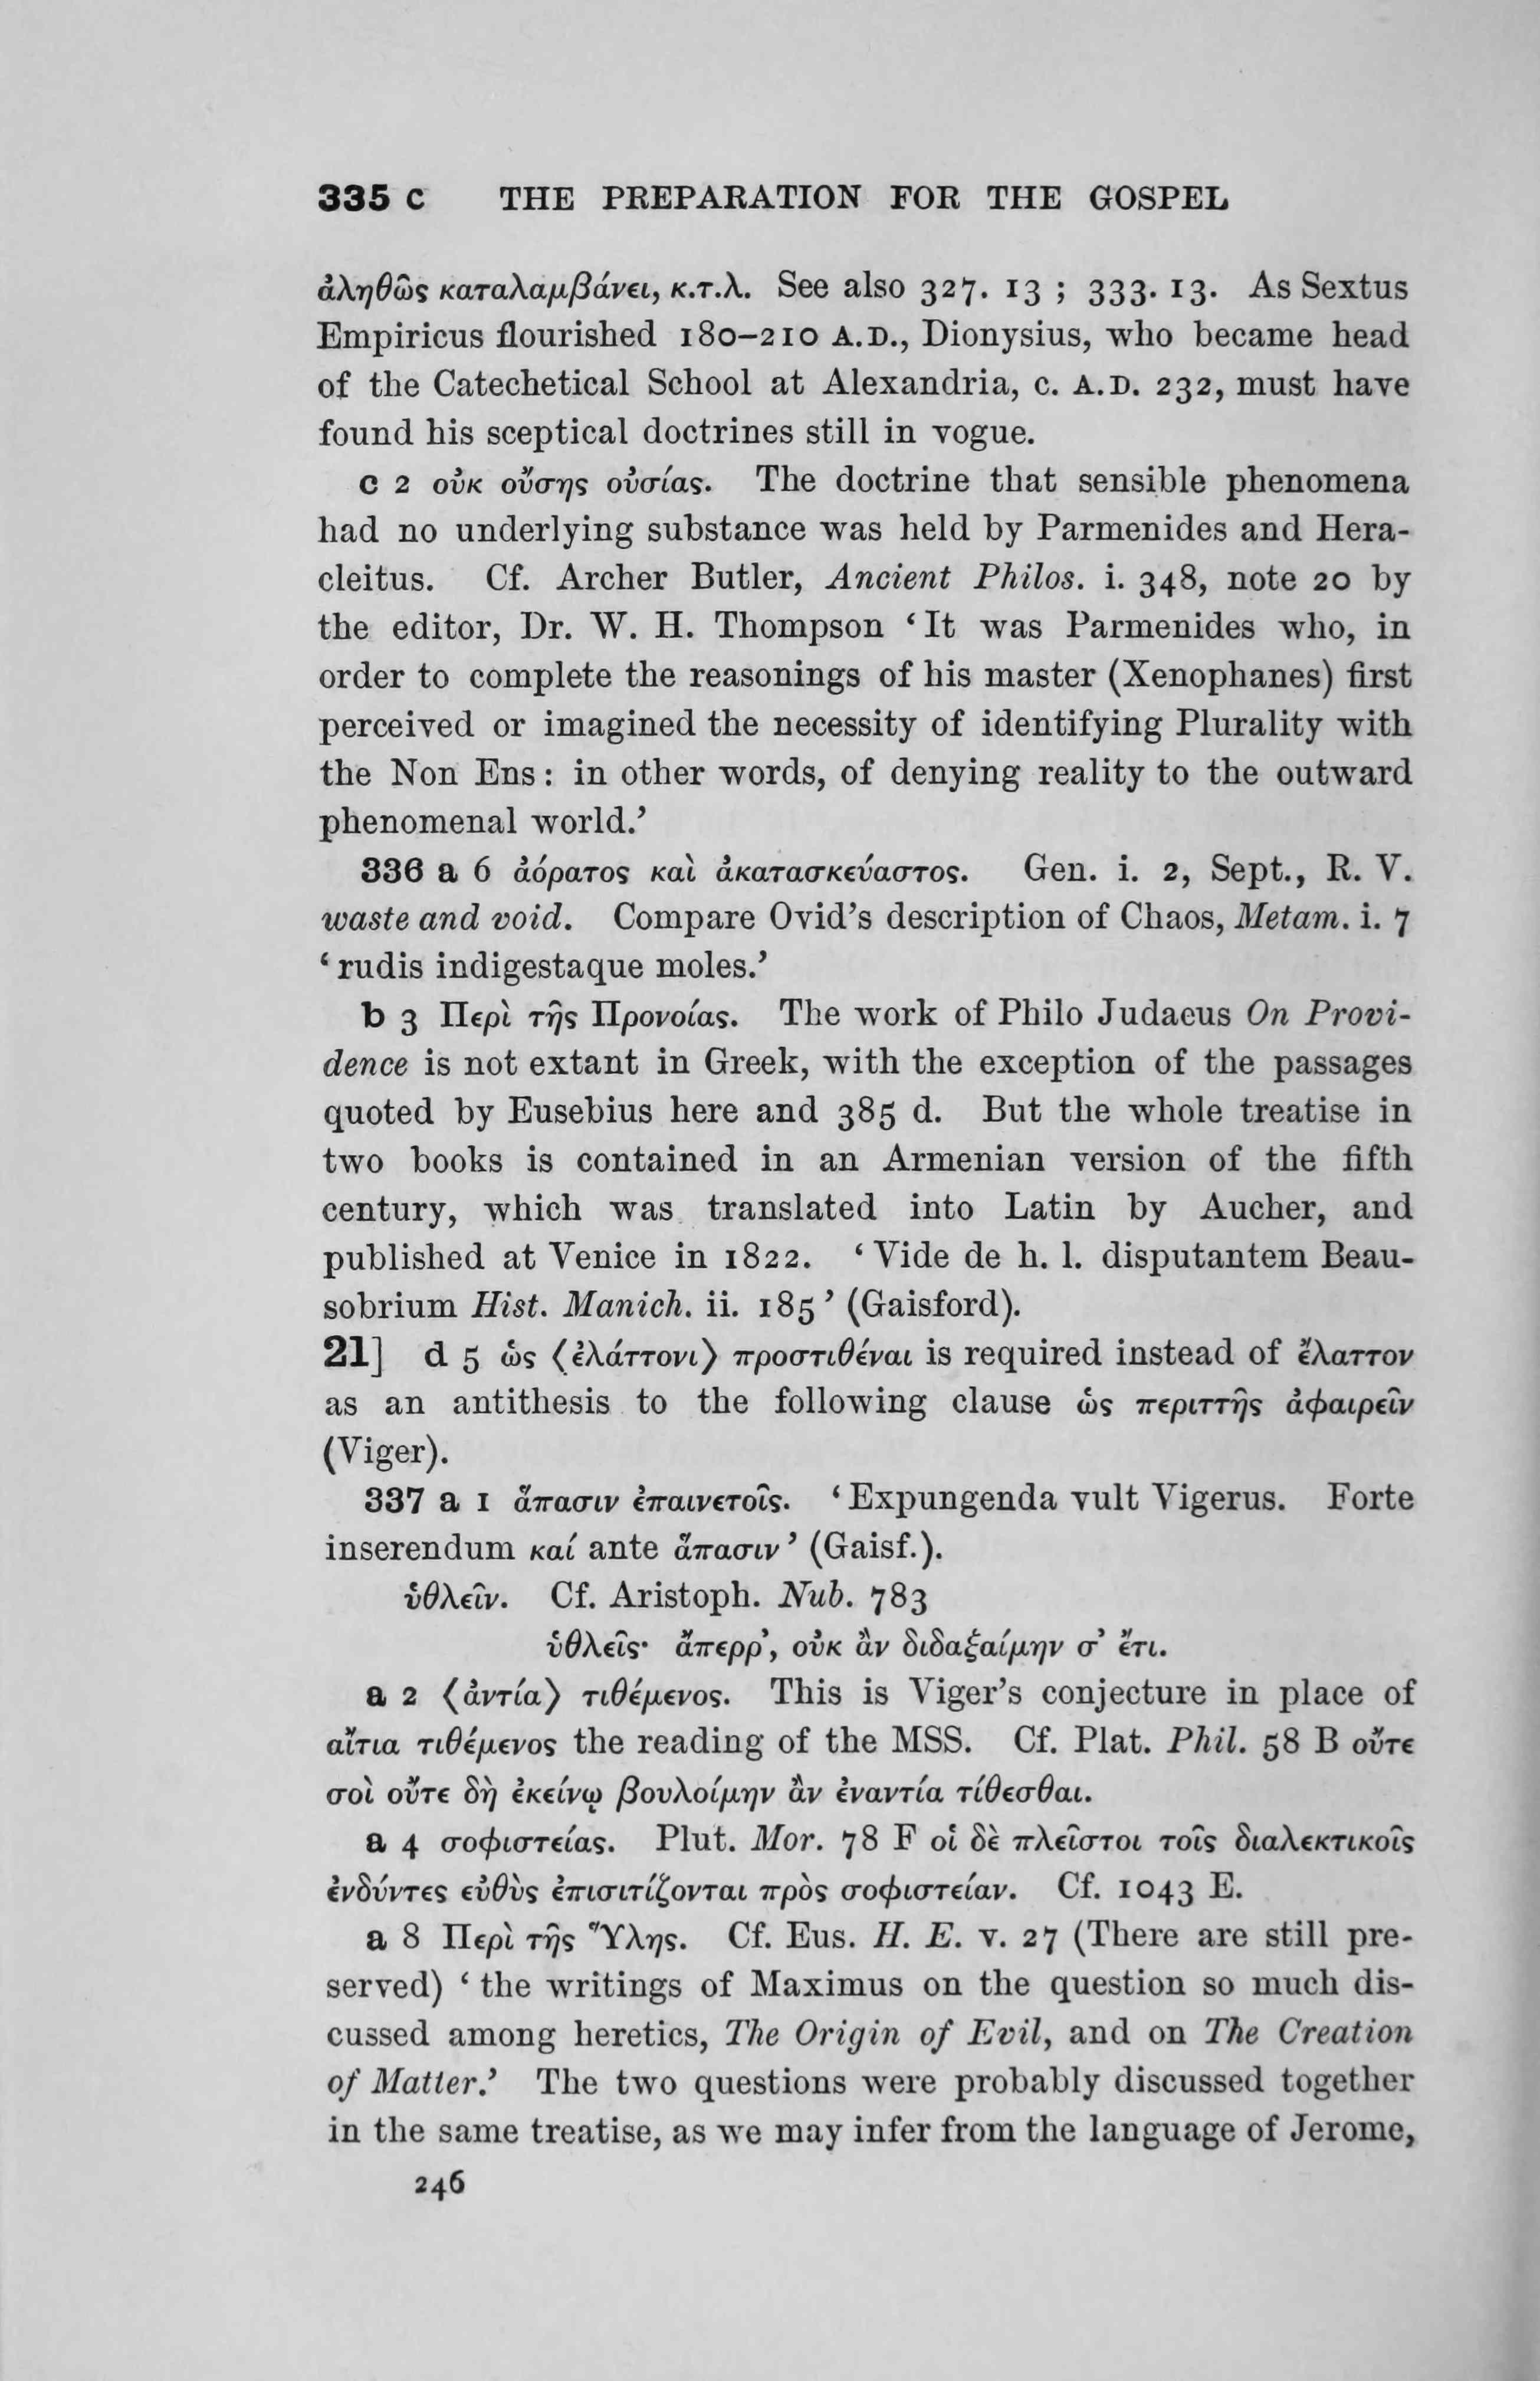 335 c THE PREPARATION FOR THE GOSPEL
ἀληθῶς καταλαμβάνει, κ.τ.λ. See also 327. 13 ; 333. 13. As Sextus
Empiricus flourished 180–210 A.D., Dionysius, who became head
of the Catechetical School at Alexandria, c. A.D. 232, must have
found his sceptical doctrines still in vogue.
c 2 οὐκ οὔσης οὐσίας. The doctrine that sensible phenomena
had no underlying substance was held by Parmenides and Hera-
cleitus. Cf. Archer Butler, Ancient Philos. i. 348, note 20 by
the editor, Dr. W. H. Thompson ‘It was Parmenides who, in
order to complete the reasonings of his master (Xenophanes) first
perceived or imagined the necessity of identifying Plurality with
the Non Ens : in other words, of denying reality to the outward
phenomenal world.’
336 a 6 ἀόρατος καὶ ἀκατασκεύαστος. Gen. i. 2, Sept., R. V.
waste and void. Compare Ovid’s description of Chaos, Metam. i. 7
‘rudis indigestaque moles.’
b 3 Περὶ τῆς Προνοίας. The work of Philo Judaeus On Provi-
dence is not extant in Greek, with the exception of the passages
quoted by Eusebius here and 385 d. But the whole treatise in
two books is contained in an Armenian version of the fifth
century, which was translated into Latin by Aucher, and
published at Venice in 1822. ‘Vide de h. l. disputantem Beau-
sobrium Hist. Manich. ii. 185’ (Gaisford).
21] d 5 ὡς ⟨ἐλάττονι⟩ προστιθέναι is required instead of ἔλαττον
as an antithesis to the following clause ὡς περιττῆς ἀφαιρεῖν
(Viger).
337 a 1 ἅπασιν ἐπαινετοῖς. ‘Expungenda vult Vigerus. Forte
inserendum καί ante ἅπασιν’ (Gaisf.).
ὑθλεῖν. Cf. Aristoph. Nub. 783
ὑθλεῖς· ἄπερρ’, οὐκ ἂν διδαξαίμην σ’ ἔτι.
a 2 ⟨ἀντία⟩ τιθέμενος. This is Viger’s conjecture in place of
αἴτια τιθέμενος the reading of the MSS. Cf. Plat. Phil. 58 B οὔτε
σοὶ οὔτε δὴ ἐκείνῳ βουλοίμην ἂν ἐναντία τίθεσθαι.
a 4 σοφιστείας. Plut. Mor. 78 F οἱ δὲ πλεῖστοι τοῖς διαλεκτικοῖς
ἐνδύντες εὐθὺς ἐπισιτίζονται πρὸς σοφιστείαν. Cf. 1043 E.
a 8 Περὶ τῆς Ὕλης. Cf. Eus. H. E. v. 27 (There are still pre-
served) ‘the writings of Maximus on the question so much dis-
cussed among heretics, The Origin of Evil, and on The Creation
of Matter.’ The two questions were probably discussed together
in the same treatise, as we may infer from the language of Jerome,
246